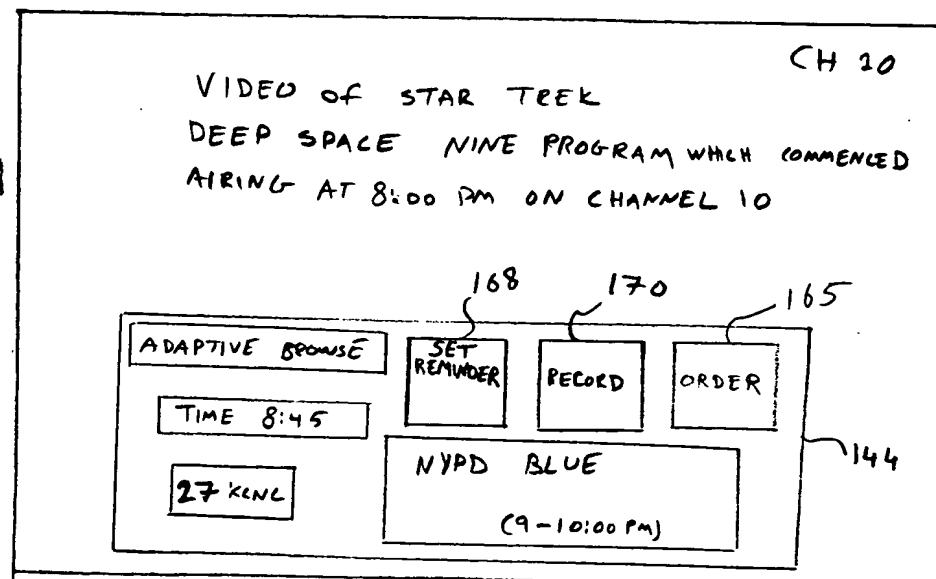 CH 10
VIDEO of STAR TREK
DEEP SPACE NINE PROGRAM WHCH COMMENCED
AIRING AT 8:00 PM ON CHANNEL 10
168
170
165
ADAPTIVE BROWSE
SET
REMINDER
RECORD
ORDER
TIME 8:45
NYPD BLUE
144
27 KCNC
(9-10:00 PM)